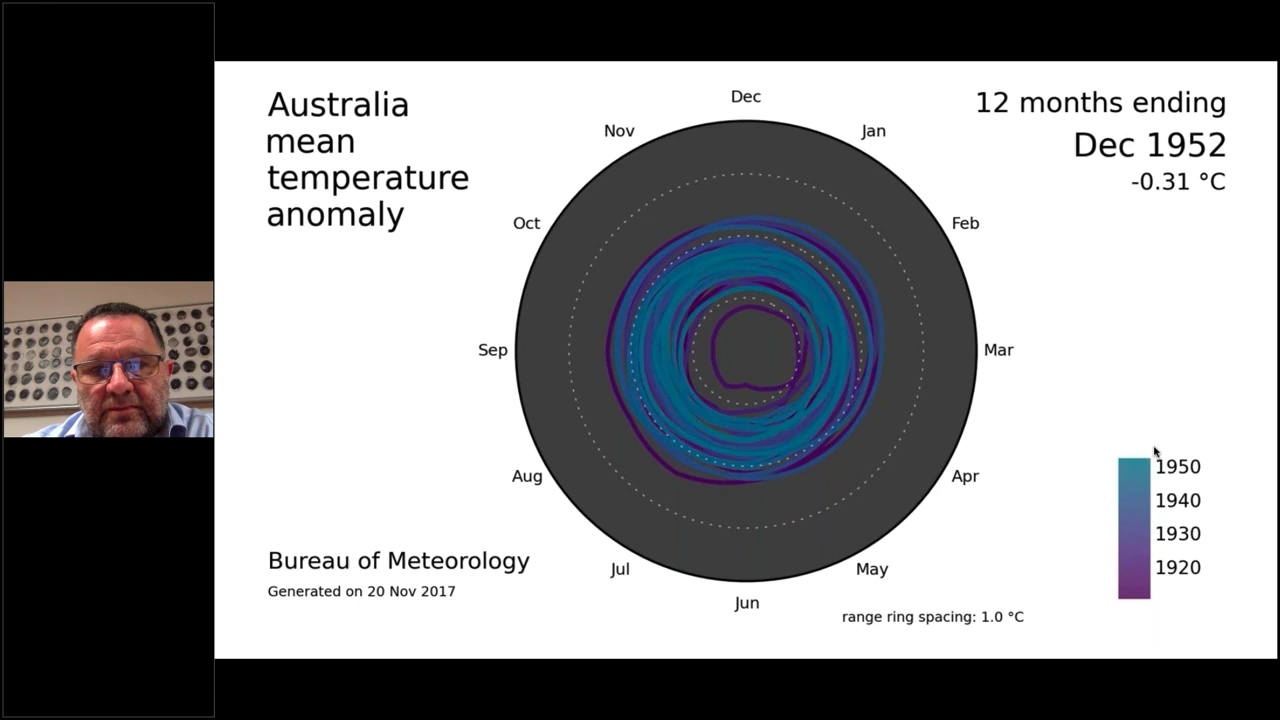 Australia
mean
temperature
anomaly
12 months ending
Dec 1952
-0.31 °C
Dec
Jan
Feb
Mar
Apr
May
Jun
Jul
Aug
Sep
Oct
Nov
1950
1940
1930
1920
Bureau of Meteorology
Generated on 20 Nov 2017
range ring spacing: 1.0 °C